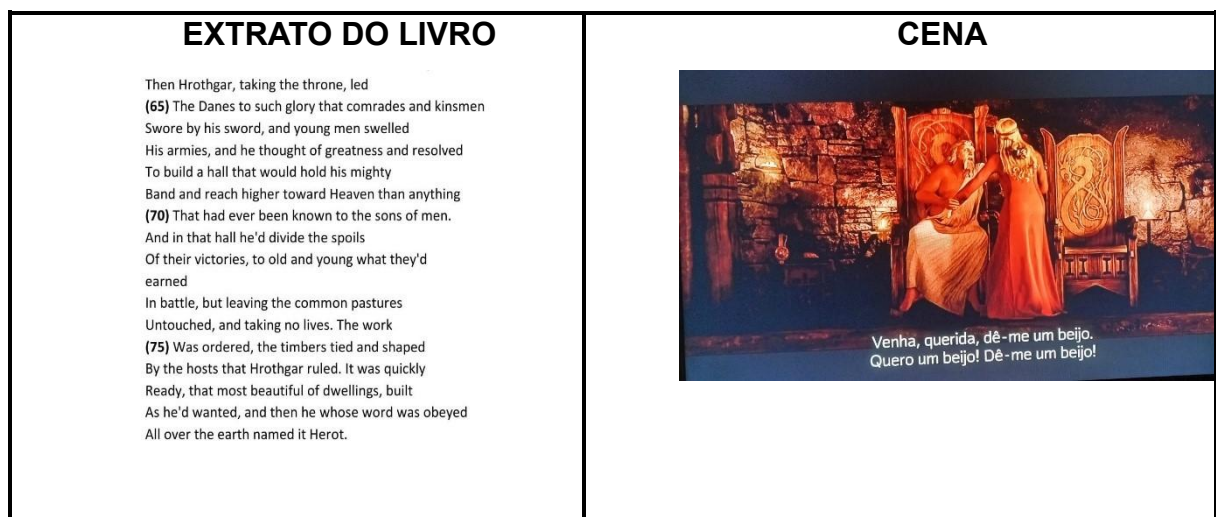 EXTRATO DO LIVRO
Then Hrothgar, taking the throne, led
(65) The Danes to such glory that comrades and kinsmen
Swore by his sword, and young men swelled
His armies, and he thought of greatness and resolved
To build a hall that would hold his mighty
Band and reach higher toward Heaven than anything
(70) That had ever been known to the sons of men.
And in that hall he'd divide the spoils
Of their victories, to old and young what they'd
earned
In battle, but leaving the common pastures
Untouched, and taking no lives. The work
(75) Was ordered, the timbers tied and shaped
By the hosts that Hrothgar ruled. It was quickly
Ready, that most beautiful of dwellings, built
As he'd wanted, and then he whose word was obeyed
All over the earth named it Herot.
CENA
Venha, querida, dê-me um beijo.
Quero um beijo! Dê-me um beijo!